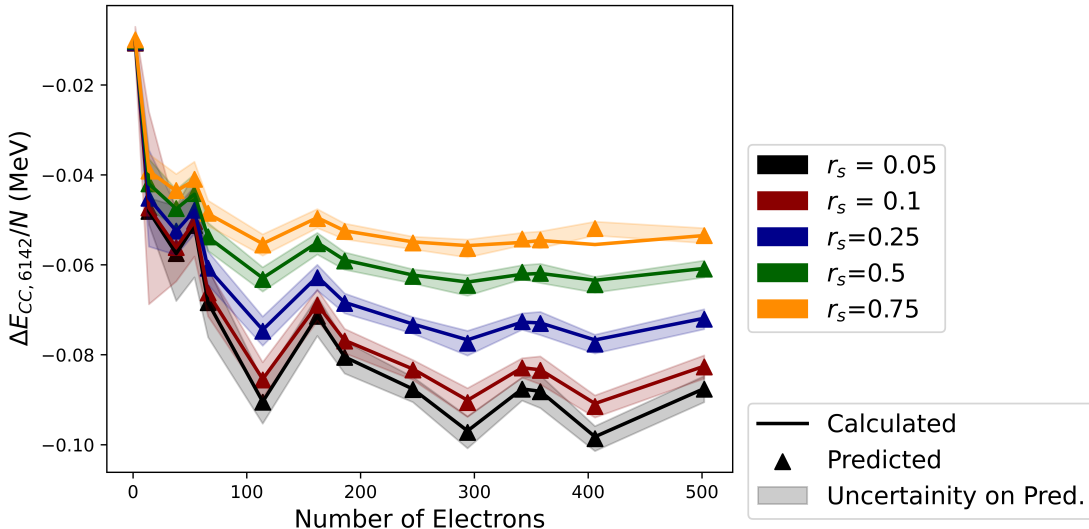 −0.02
−0.04
−0.06
−0.08
−0.10
ΔE_{CC, 6142}/N (MeV)
0 100 200 300 400 500
Number of Electrons
r_s = 0.05
r_s = 0.1
r_s=0.25
r_s=0.5
r_s=0.75
Calculated
Predicted
Uncertainity on Pred.